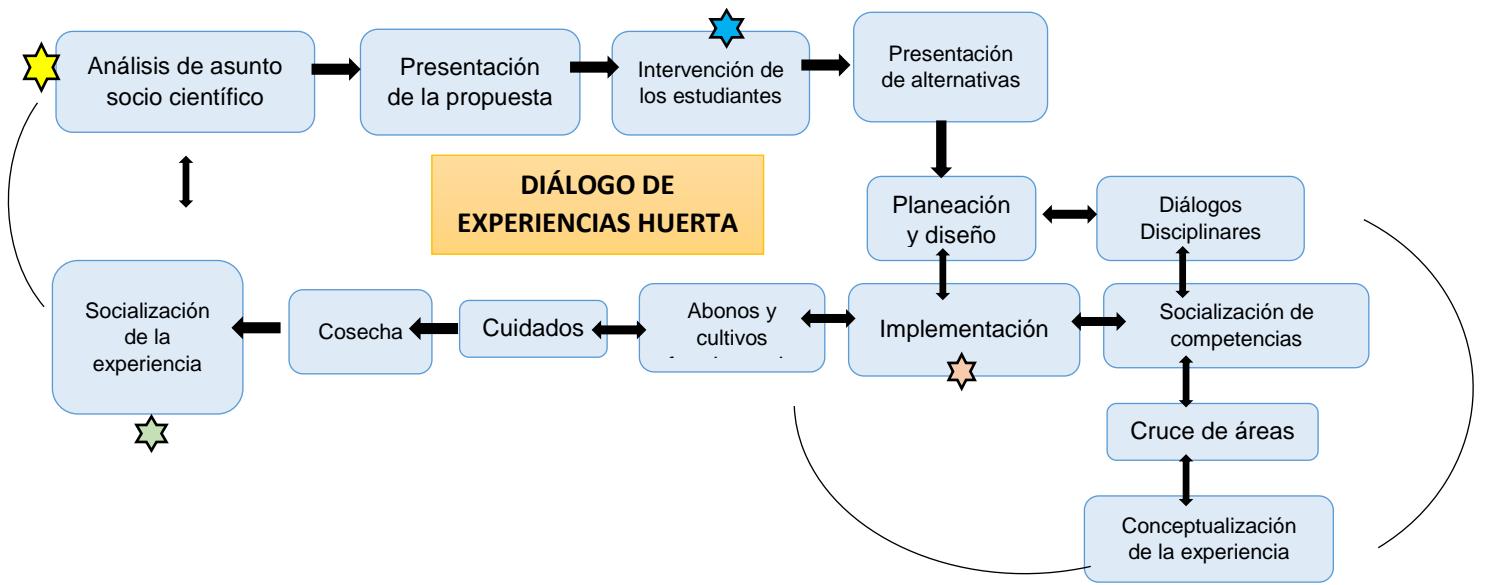 Análisis de asunto
socio científico
Presentación
de la propuesta
Intervención de
los estudiantes
Presentación
de alternativas
DIÁLOGO DE
EXPERIENCIAS HUERTA
Planeación
y diseño
Diálogos
Disciplinares
Socialización
de la
experiencia
Cosecha
Cuidados
Abonos y
cultivos
Implementación
Socialización de
competencias
Cruce de áreas
Conceptualización
de la experiencia